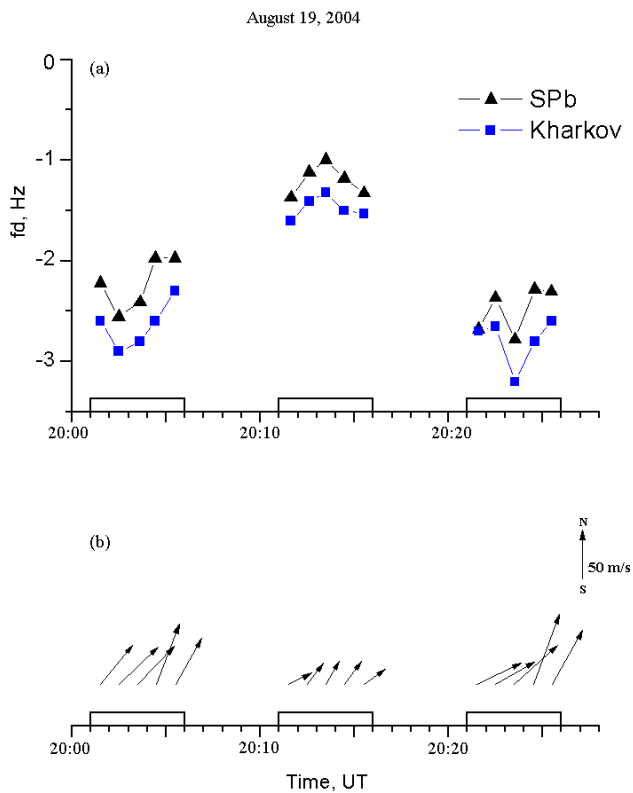 August 19, 2004
(a)
0
-1
-2
-3
fd, Hz
SPb
Kharkov
20:00 20:10 20:20
(b)
N
50 m/s
S
20:00 20:10 20:20
Time, UT